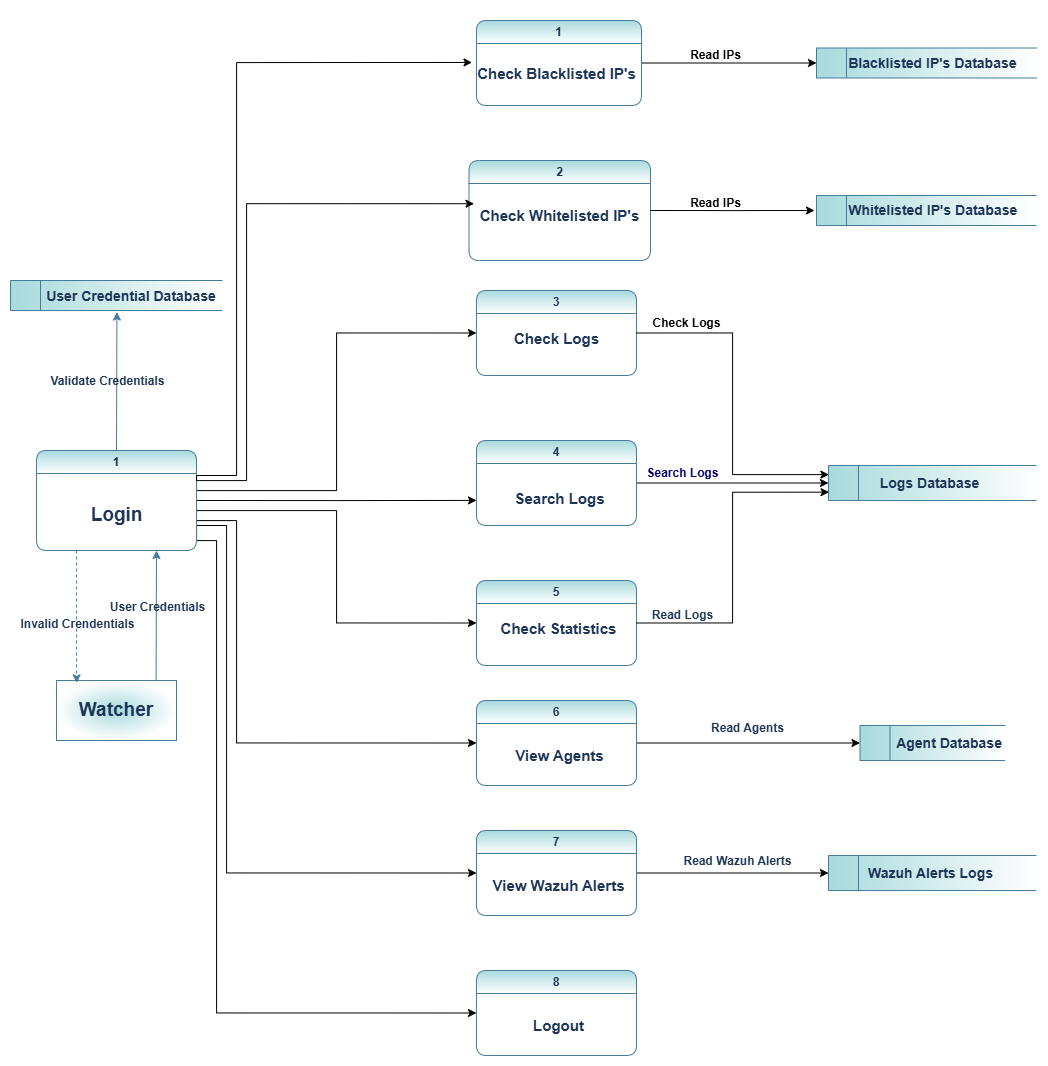 1
Check Blacklisted IP's
Read IPs
Blacklisted IP's Database
2
Check Whitelisted IP's
Read IPs
Whitelisted IP's Database
User Credential Database
Validate Credentials
3
Check Logs
Check Logs
1
Login
4
Search Logs
Search Logs
Logs Database
User Credentials
Invalid Crendentials
5
Check Statistics
Read Logs
Watcher
6
View Agents
Read Agents
Agent Database
7
View Wazuh Alerts
Read Wazuh Alerts
Wazuh Alerts Logs
8
Logout